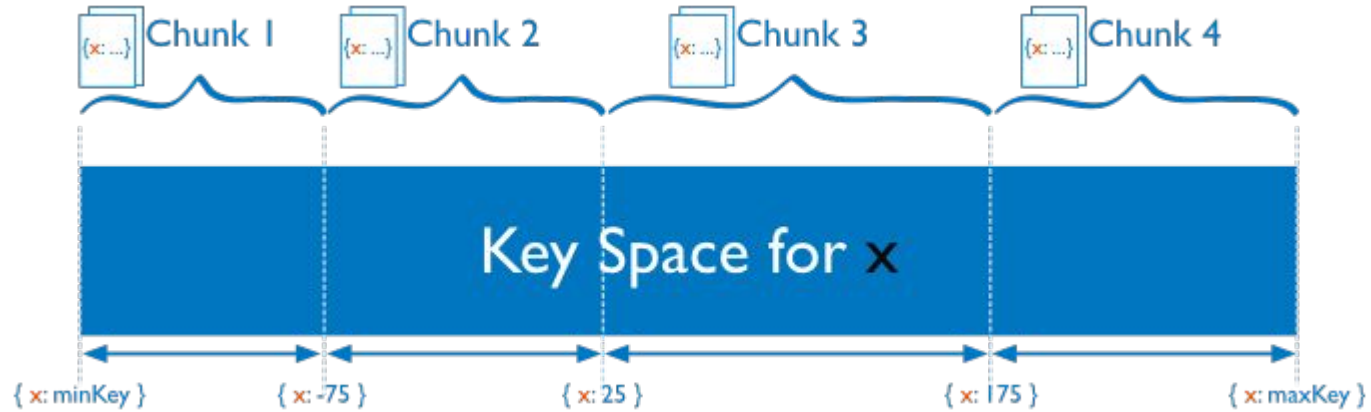 {x: ...} Chunk 1 {x: ...} Chunk 2 {x: ...} Chunk 3 {x: ...} Chunk 4
Key Space for x
{ x: minKey } { x: -75 } { x: 25 } { x: 175 } { x: maxKey }